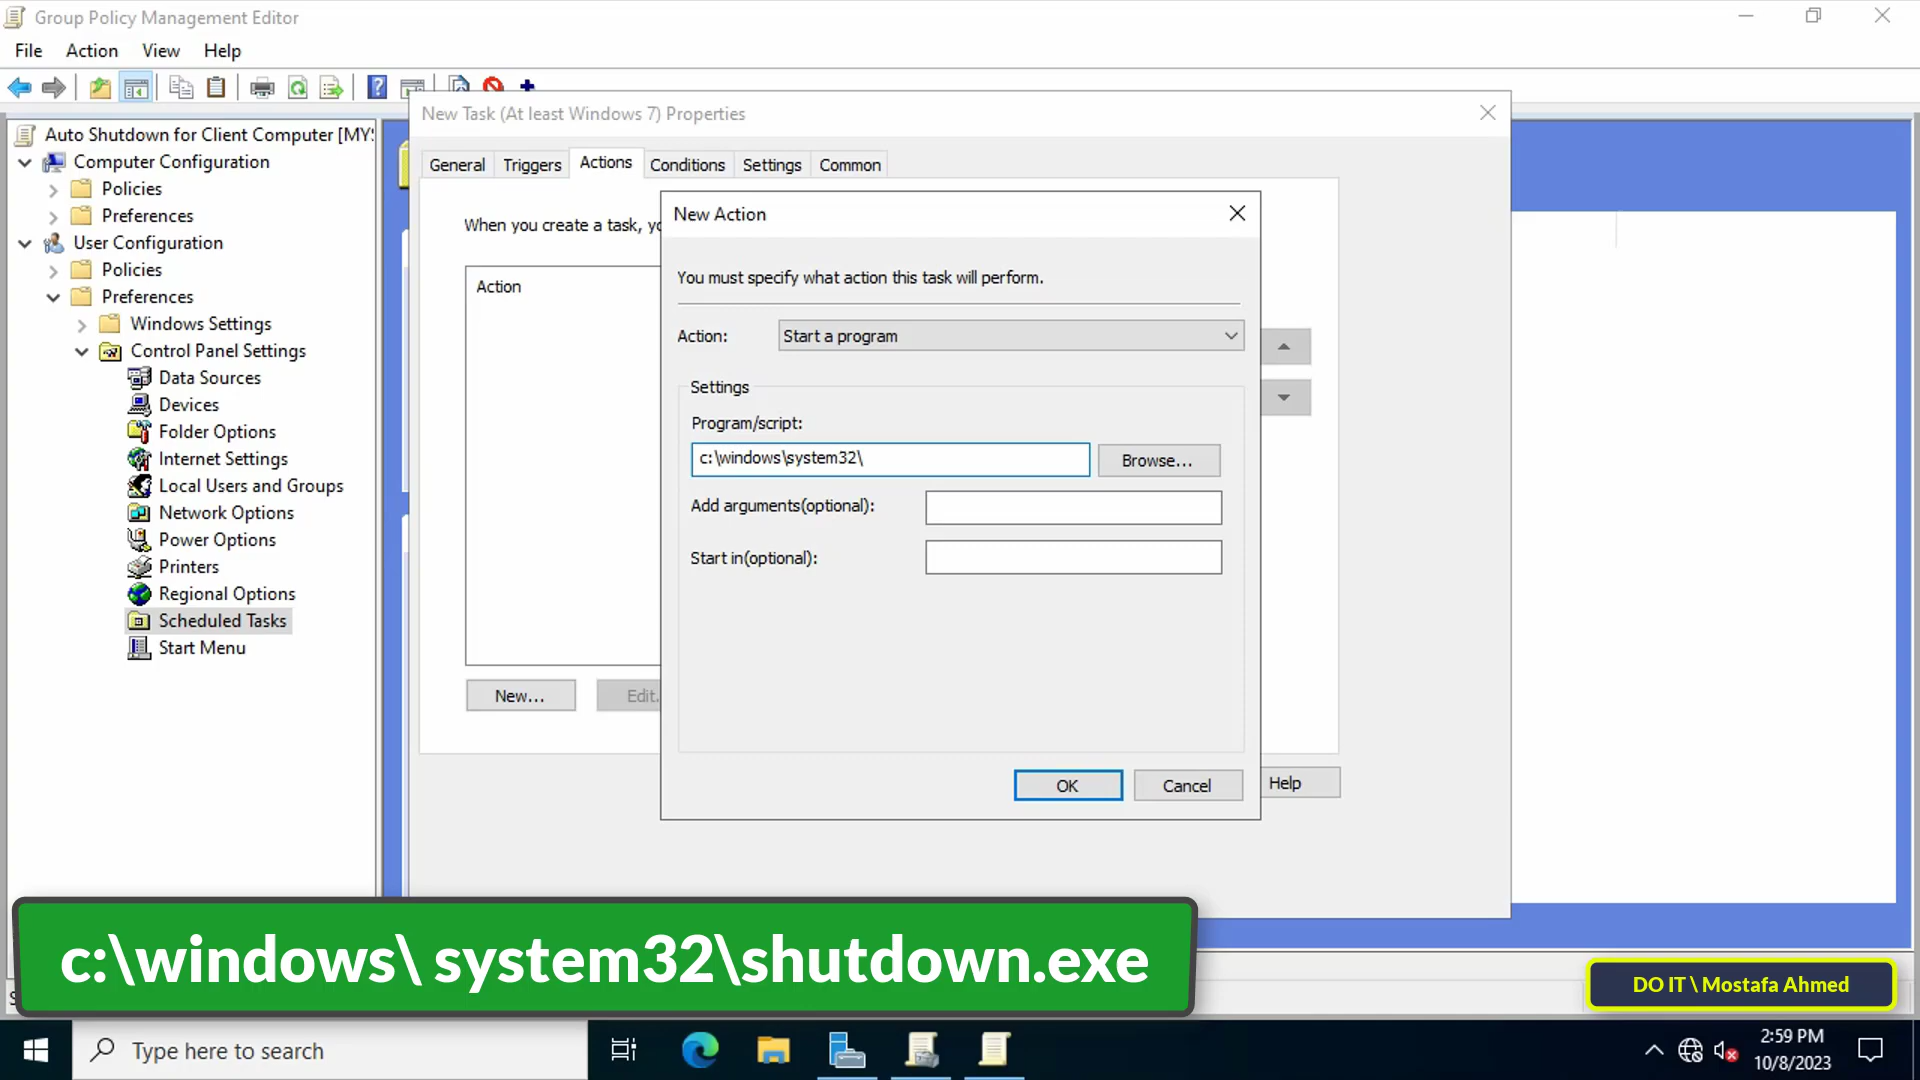 Group Policy Management Editor
File Action View Help
New Task (At least Windows 7) Properties
Auto Shutdown for Client Computer [MYS
Computer Configuration
Policies
Preferences
User Configuration
Policies
Preferences
Windows Settings
Control Panel Settings
Data Sources
Devices
Folder Options
Internet Settings
Local Users and Groups
Network Options
Power Options
Printers
Regional Options
Scheduled Tasks
Start Menu
General Triggers Actions Conditions Settings Common
When you create a task, yo
Action
New...
Edit.
New Action
You must specify what action this task will perform.
Action: Start a program
Settings
Program/script:
c:\windows\system32\ Browse...
Add arguments(optional):
Start in(optional):
OK Cancel
Help
c:\windows\ system32\shutdown.exe
DO IT \ Mostafa Ahmed
Type here to search
2:59 PM
10/8/2023